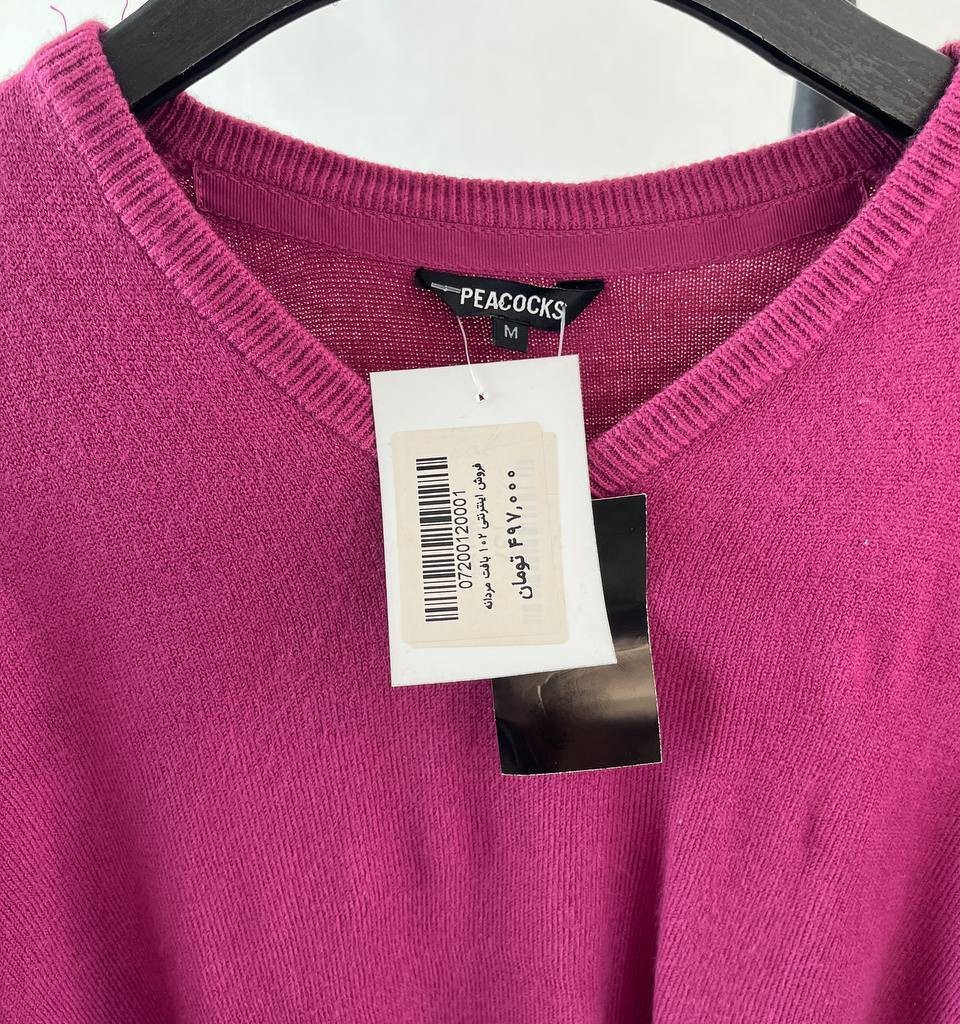 PEACOCKS
M
07200120001
فروش اینترنتی ۱۰۲ بافت مردانه
۴۹۷,۰۰۰ تومان